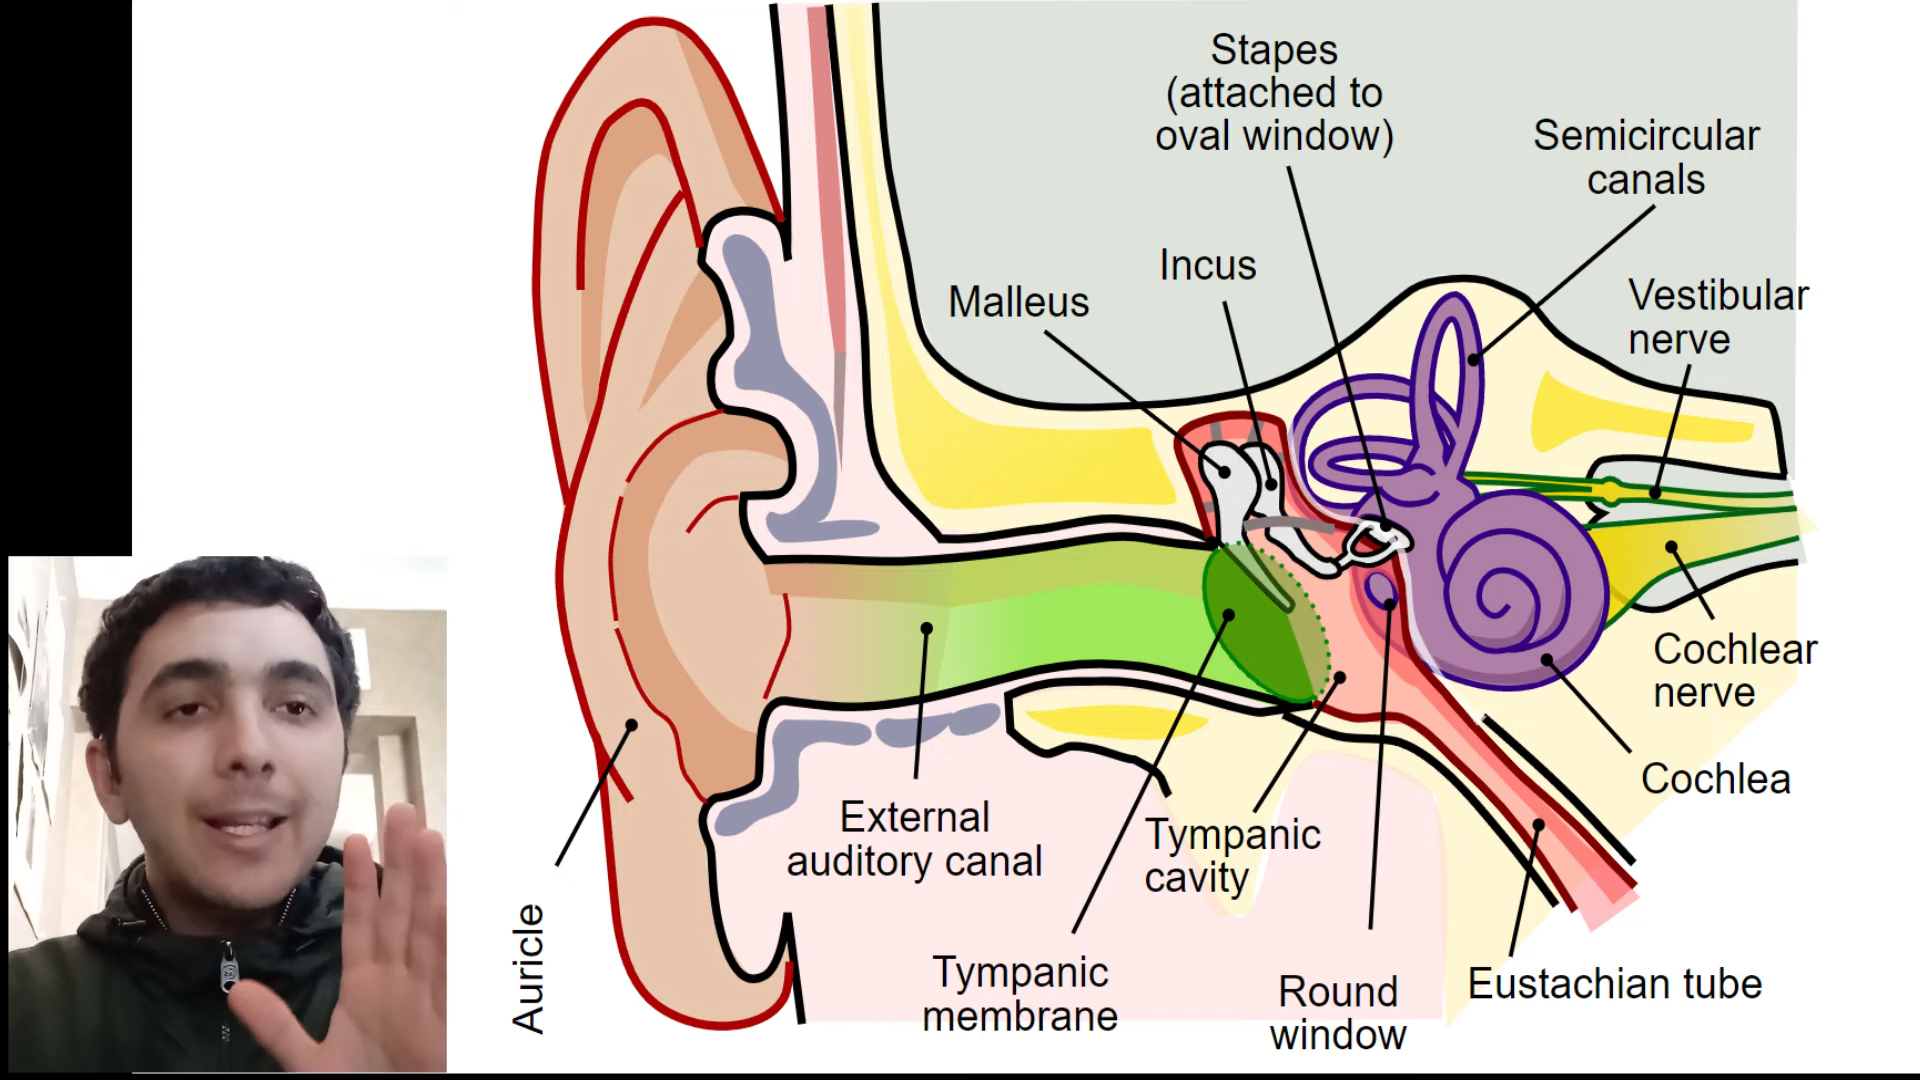 Stapes
(attached to
oval window)
Semicircular
canals
Incus
Malleus
Vestibular
nerve
Cochlear
nerve
Cochlea
External
auditory canal
Tympanic
cavity
Auricle
Tympanic
membrane
Round
window
Eustachian tube